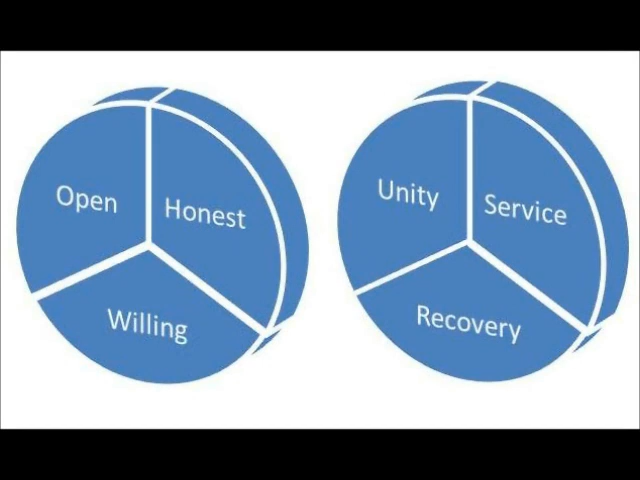 Open
Honest
Willing
Unity
Service
Recovery